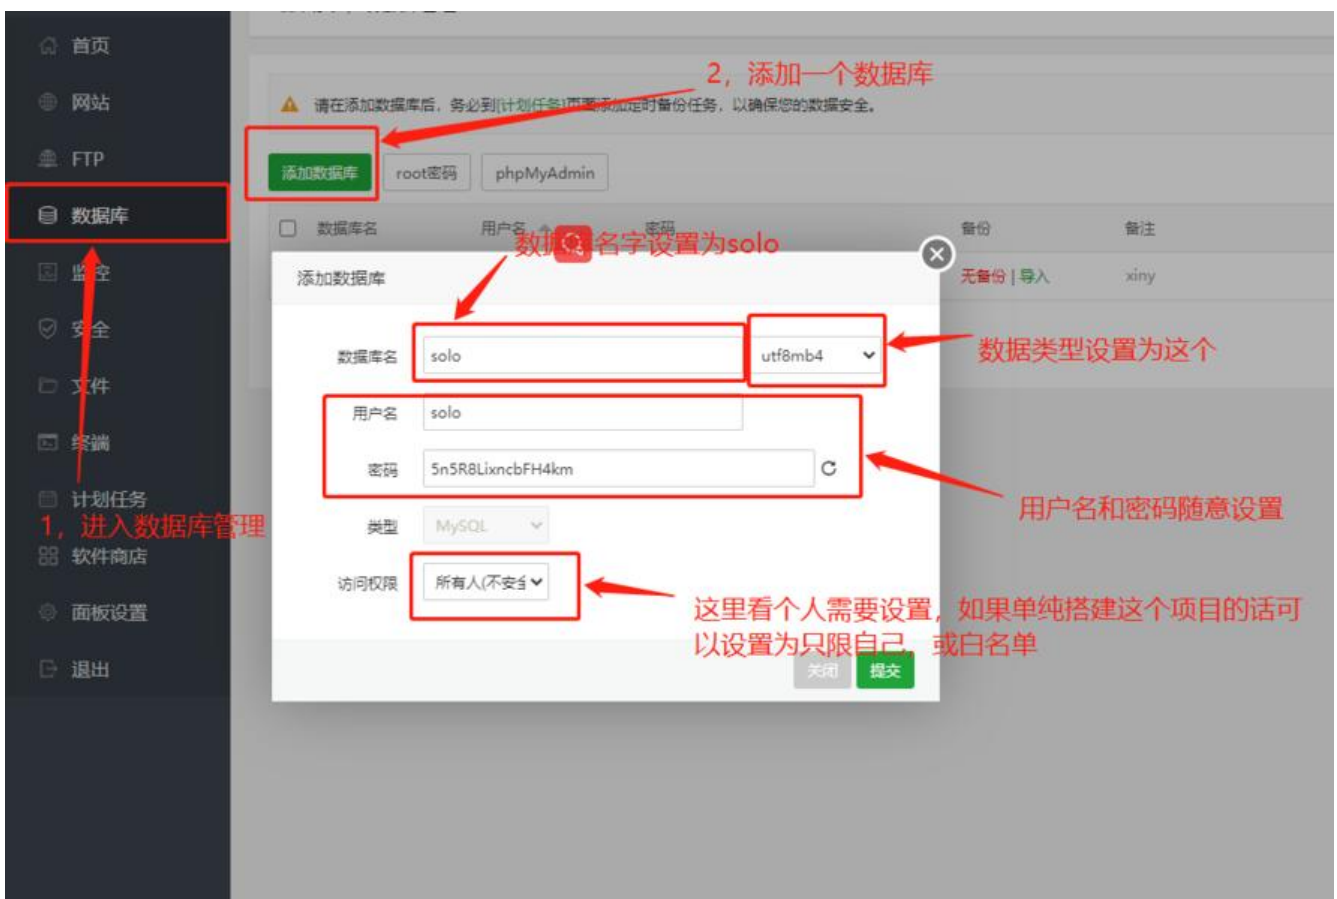 首页
网站
FTP
数据库
监控
安全
文件
终端
计划任务
软件商店
面板设置
退出
1，进入数据库管理
2，添加一个数据库
请在添加数据库后，务必到[计划任务]页面添加定时备份任务，以确保您的数据安全。
添加数据库 root密码 phpMyAdmin
数据库名 用户名 密码 备份 备注
数据 名字设置为solo
添加数据库
无备份 | 导入 xiny
数据库名 solo utf8mb4
数据类型设置为这个
用户名 solo
密码 5n5R8LixncbFH4km
用户名和密码随意设置
类型 MySQL
访问权限 所有人(不安全
这里看个人需要设置，如果单纯搭建这个项目的话可
以设置为只限自己，或白名单
关闭 提交